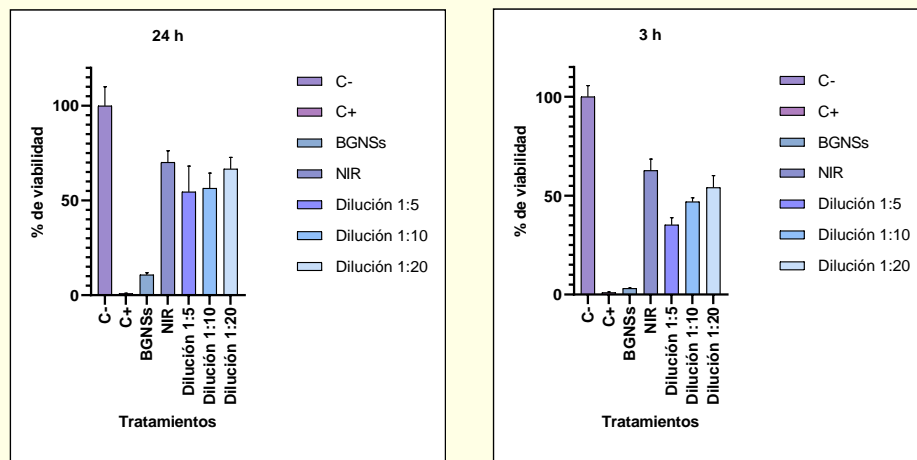 24 h
% de viabilidad
100
50
0
C-
C+
BGNSs
NIR
Dilución 1:5
Dilución 1:10
Dilución 1:20
Tratamientos
C-
C+
BGNSs
NIR
Dilución 1:5
Dilución 1:10
Dilución 1:20
3 h
% de viabilidad
100
50
0
C-
C+
BGNSs
NIR
Dilución 1:5
Dilución 1:10
Dilución 1:20
Tratamientos
C-
C+
BGNSs
NIR
Dilución 1:5
Dilución 1:10
Dilución 1:20